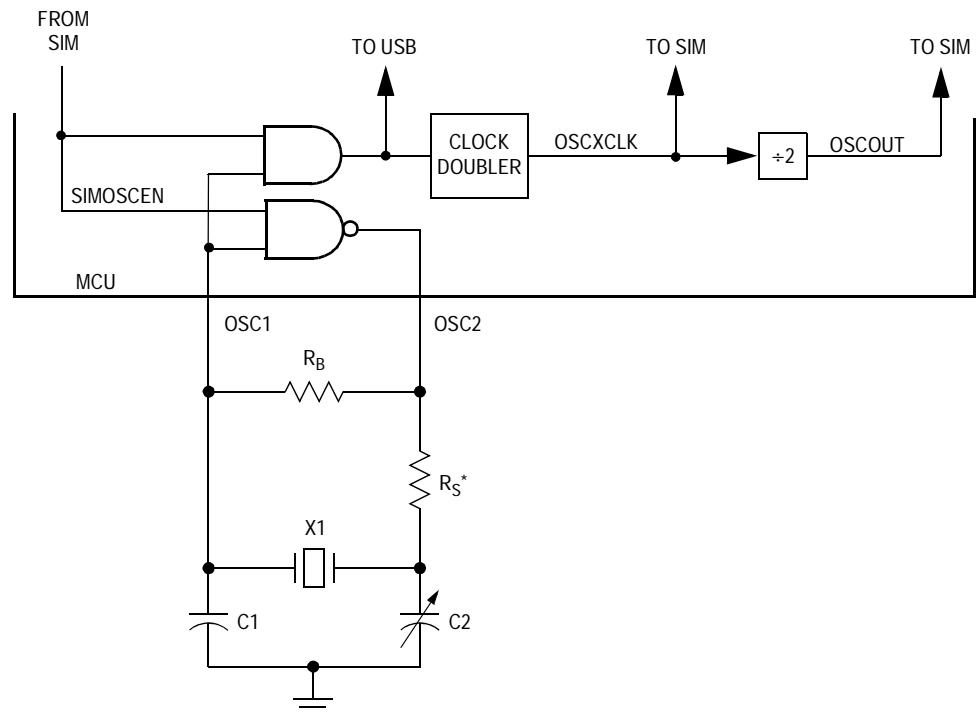 FROM
SIM
TO USB
TO SIM
TO SIM
CLOCK
DOUBLER
OSCXCLK
÷2
OSCOUT
SIMOSCEN
MCU
OSC1
OSC2
RB
RS*
X1
C1
C2